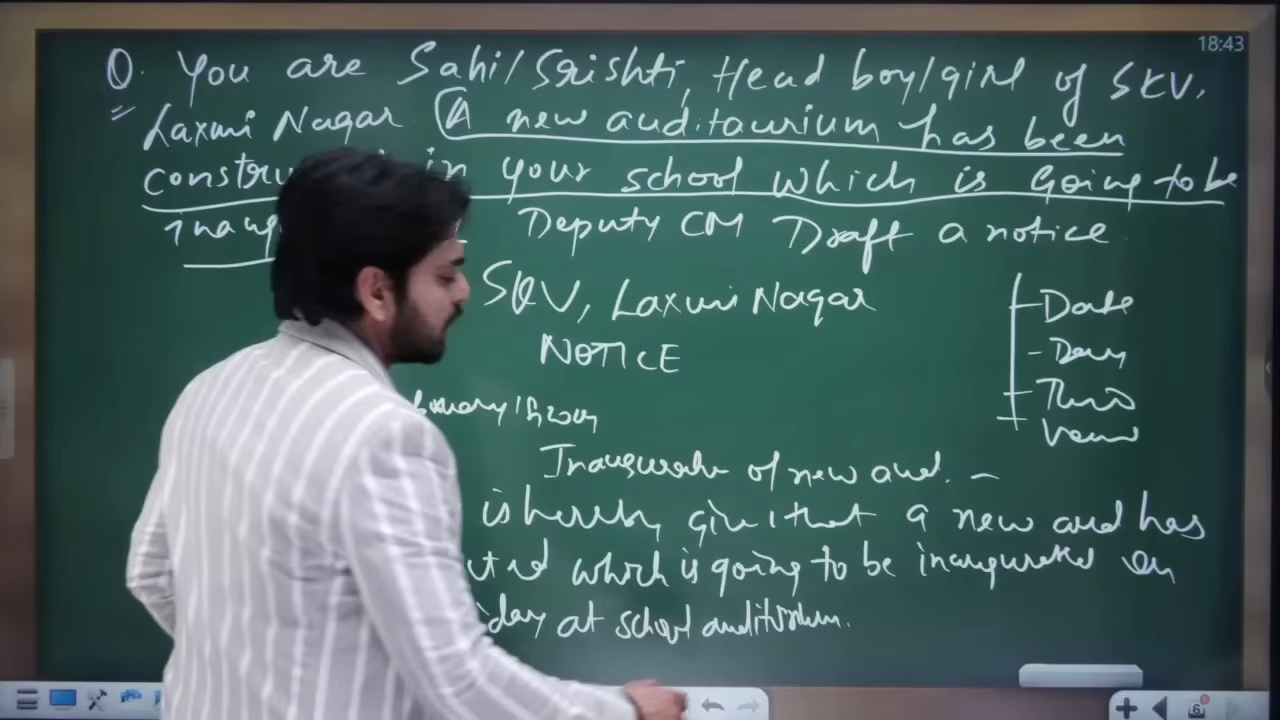 18:43
Q. You are Sahil/Srishti, Head boy/girl of SKV,
Laxmi Nagar. A new auditaurium has been
constru in your school which is going to be
inaug Deputy CM Draft a notice
SKV, Laxmi Nagar
NOTICE
Date
Day
Time
Venue
Inaugurate of new aud.
is hereby given that a new aud has
uted which is going to be inaugurated on
day at school auditorium.
6